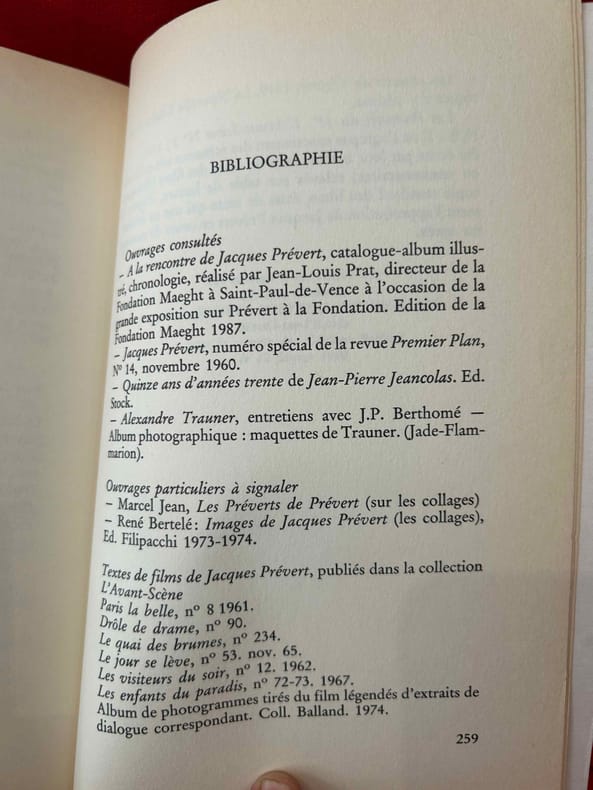 BIBLIOGRAPHIE
Ouvrages consultés
– A la rencontre de Jacques Prévert, catalogue-album illus-
tré, chronologie, réalisé par Jean-Louis Prat, directeur de la
Fondation Maeght à Saint-Paul-de-Vence à l'occasion de la
grande exposition sur Prévert à la Fondation. Edition de la
Fondation Maeght 1987.
– Jacques Prévert, numéro spécial de la revue Premier Plan,
N° 14, novembre 1960.
– Quinze ans d'années trente de Jean-Pierre Jeancolas. Ed.
Stock.
– Alexandre Trauner, entretiens avec J.P. Berthomé —
Album photographique : maquettes de Trauner. (Jade-Flam-
marion).
Ouvrages particuliers à signaler
– Marcel Jean, Les Préverts de Prévert (sur les collages)
– René Bertelé : Images de Jacques Prévert (les collages),
Ed. Filipacchi 1973-1974.
Textes de films de Jacques Prévert, publiés dans la collection
L'Avant-Scène
Paris la belle, n° 8 1961.
Drôle de drame, n° 90.
Le quai des brumes, n° 234.
Le jour se lève, n° 53. nov. 65.
Les visiteurs du soir, n° 12. 1962.
Les enfants du paradis, n° 72-73. 1967.
Album de photogrammes tirés du film légendés d'extraits de
dialogue correspondant. Coll. Balland. 1974.
259